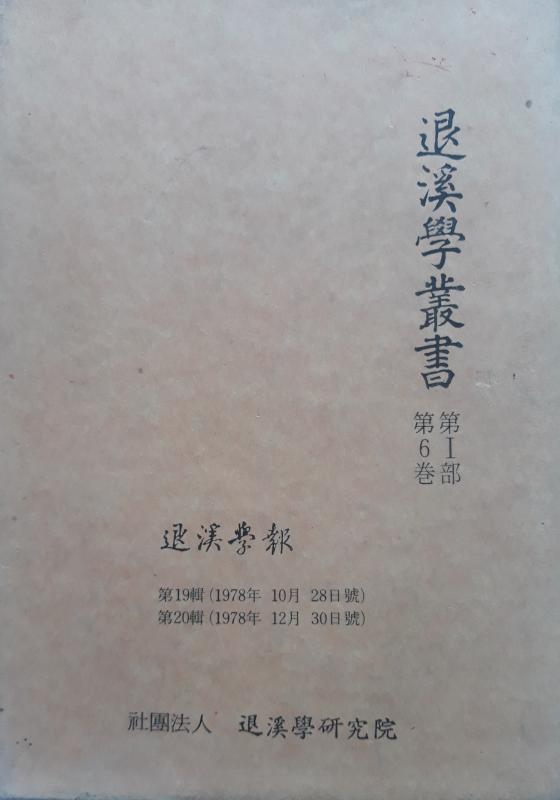 退溪學叢書
第Ⅰ部
第6巻
退溪學報
第19輯 (1978年 10月 28日號)
第20輯 (1978年 12月 30日號)
社團法人 退溪學研究院